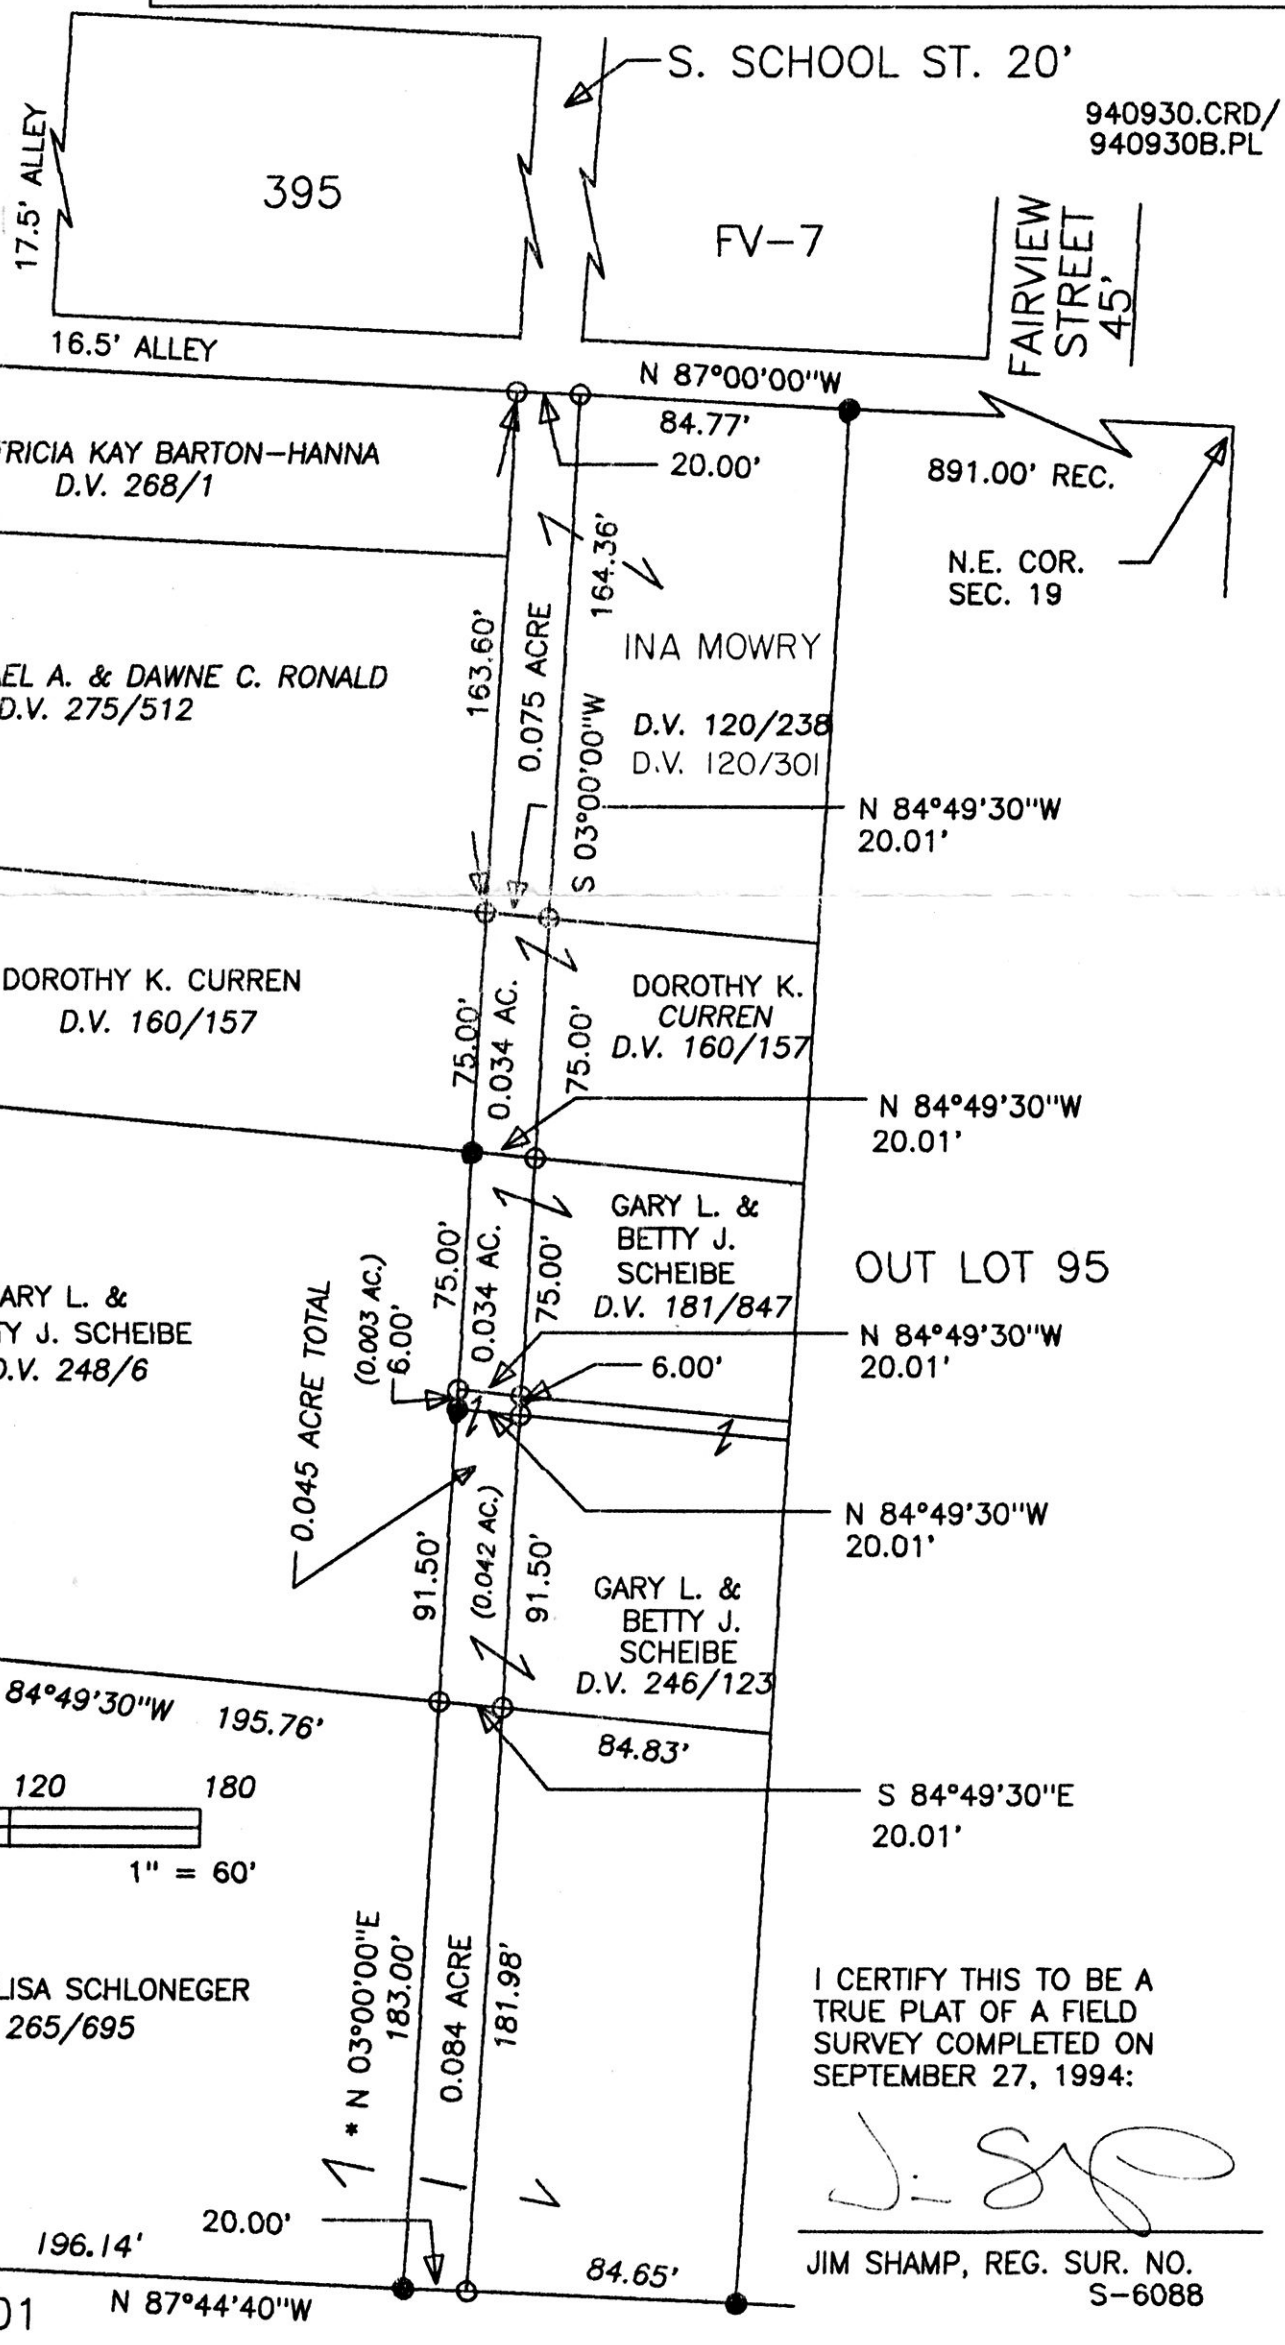 S. SCHOOL ST. 20'
940930.CRD/
940930B.PL
17.5' ALLEY
395
FV-7
FAIRVIEW
STREET
45'
16.5' ALLEY
N 87°00'00"W
84.77'
20.00'
891.00' REC.
RICIA KAY BARTON-HANNA
D.V. 268/1
N.E. COR.
SEC. 19
163.60'
0.075 ACRE
164.36'
S 03°00'00"W
INA MOWRY
D.V. 120/238
D.V. 120/301
EL A. & DAWNE C. RONALD
D.V. 275/512
N 84°49'30"W
20.01'
DOROTHY K. CURREN
D.V. 160/157
75.00'
0.034 AC.
75.00'
DOROTHY K.
CURREN
D.V. 160/157
N 84°49'30"W
20.01'
GARY L. &
BETTY J.
SCHEIBE
D.V. 181/847
OUT LOT 95
75.00'
0.034 AC.
75.00'
ARY L. &
TY J. SCHEIBE
D.V. 248/6
0.045 ACRE TOTAL
(0.003 AC.)
6.00'
6.00'
N 84°49'30"W
20.01'
N 84°49'30"W
20.01'
91.50'
(0.042 AC.)
91.50'
GARY L. &
BETTY J.
SCHEIBE
D.V. 246/123
84°49'30"W 195.76'
84.83'
S 84°49'30"E
20.01'
120 180
1" = 60'
LISA SCHLONEGER
265/695
* N 03°00'00"E
183.00'
0.084 ACRE
181.98'
I CERTIFY THIS TO BE A
TRUE PLAT OF A FIELD
SURVEY COMPLETED ON
SEPTEMBER 27, 1994:
JIM SHAMP, REG. SUR. NO.
S-6088
196.14'
20.00'
84.65'
N 87°44'40"W
01